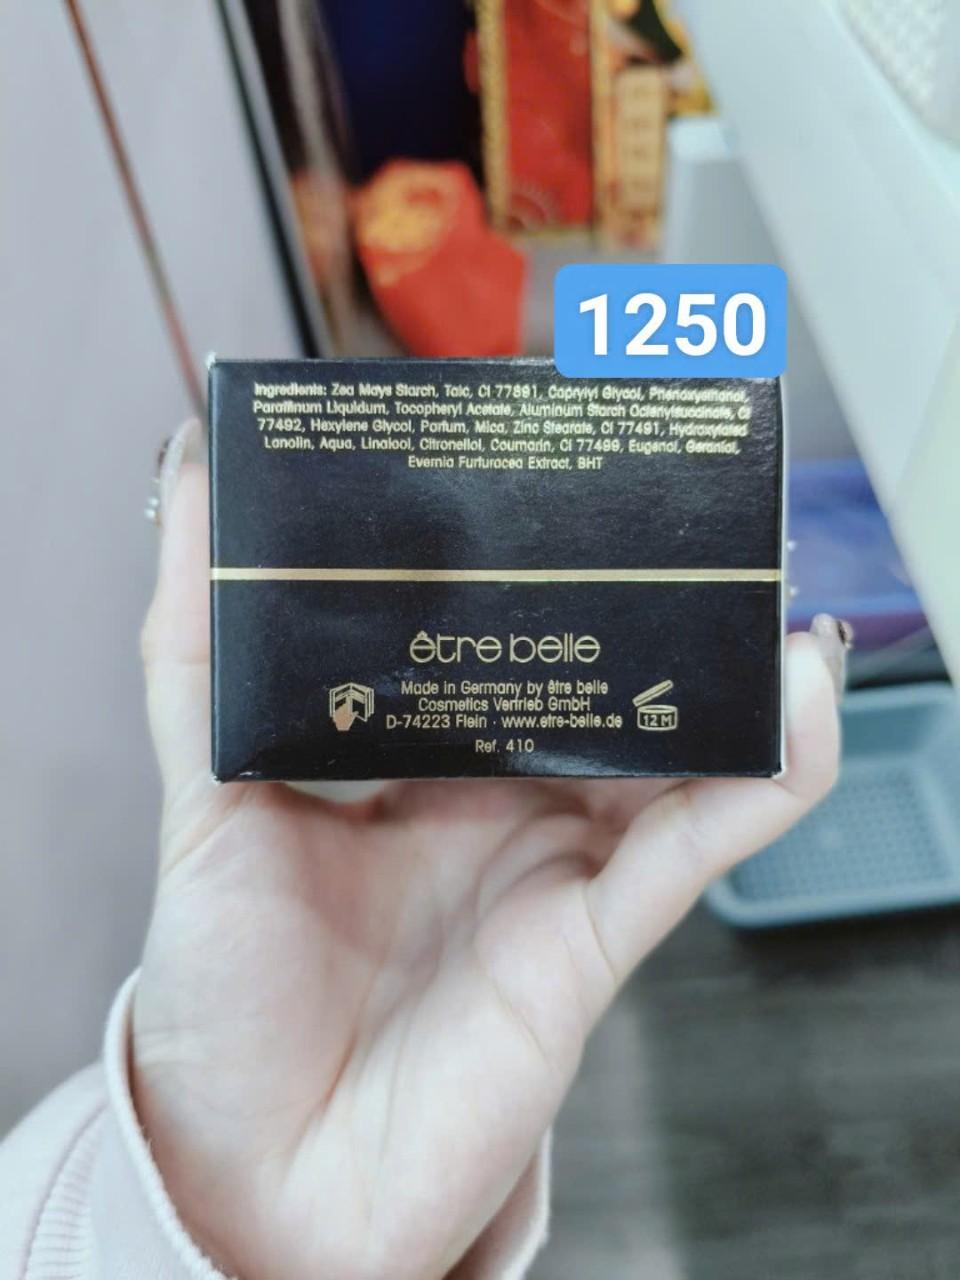 1250
Ingredients: Zea Mays Starch, Talc, CI 77891, Caprylyl Glycol, Phenoxyethanol,
Paraffinum Liquidum, Tocopheryl Acetate, Aluminum Starch Octenylsuccinate, CI
77492, Hexylene Glycol, Parfum, Mica, Zinc Stearate, CI 77491, Hydroxylated
Lanolin, Aqua, Linalool, Citronellol, Coumarin, CI 77499, Eugenol, Geraniol,
Evernia Furfuracea Extract, BHT
être belle
Made in Germany by être belle
Cosmetics Vertrieb GmbH
D-74223 Flein · www.etre-belle.de
12 M
Ref. 410